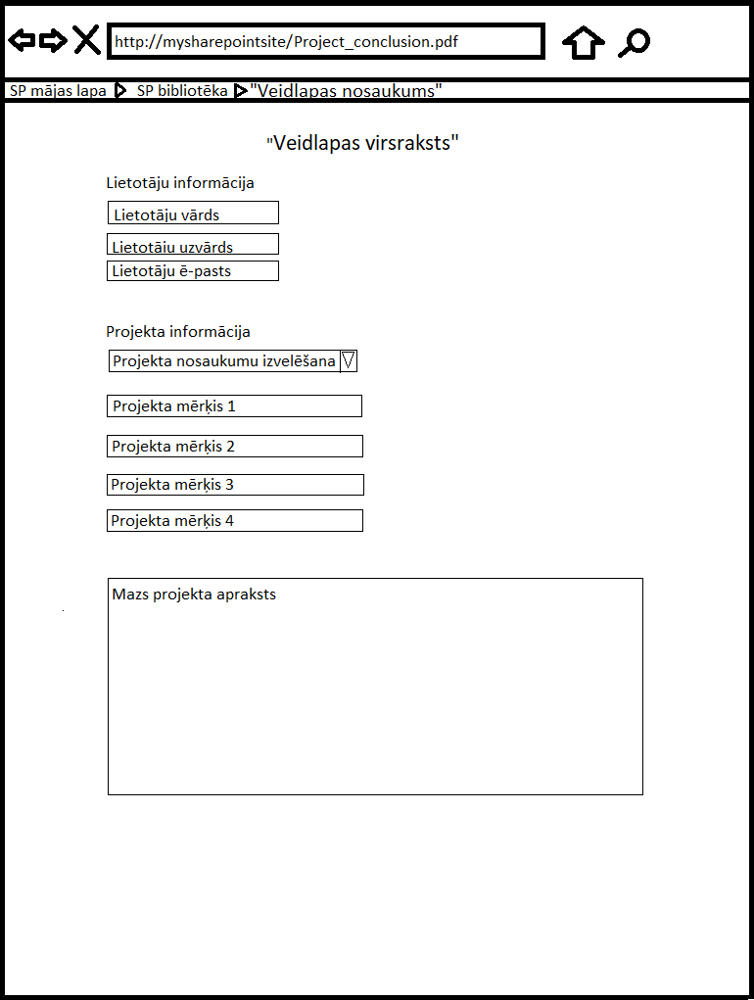 http://mysharepointsite/Project_conclusion.pdf
SP mājas lapa SP bibliotēka "Veidlapas nosaukums"
"Veidlapas virsraksts"
Lietotāju informācija
Lietotāju vārds
Lietotāju uzvārds
Lietotāju ē-pasts
Projekta informācija
Projekta nosaukumu izvelēšana
Projekta mērķis 1
Projekta mērķis 2
Projekta mērķis 3
Projekta mērķis 4
Mazs projekta apraksts